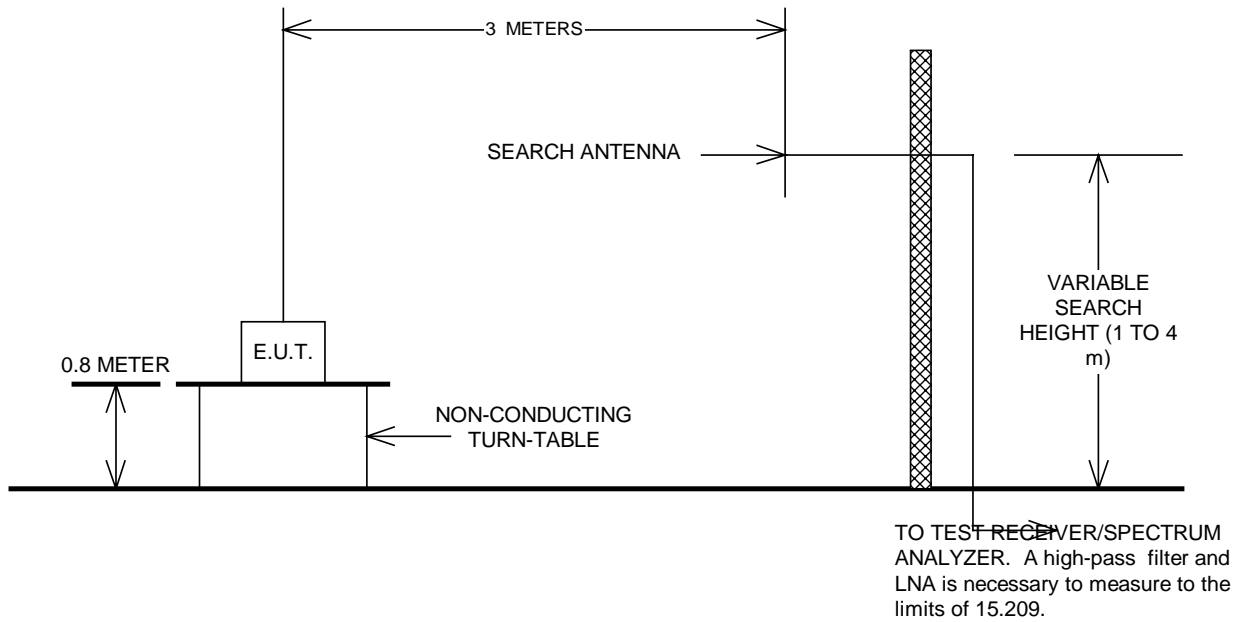 3 METERS
SEARCH ANTENNA
VARIABLE
SEARCH
HEIGHT (1 TO 4
m)
E.U.T.
0.8 METER
NON-CONDUCTING
TURN-TABLE
TO TEST RECEIVER/SPECTRUM
ANALYZER.  A high-pass  filter and
LNA is necessary to measure to the
limits of 15.209.